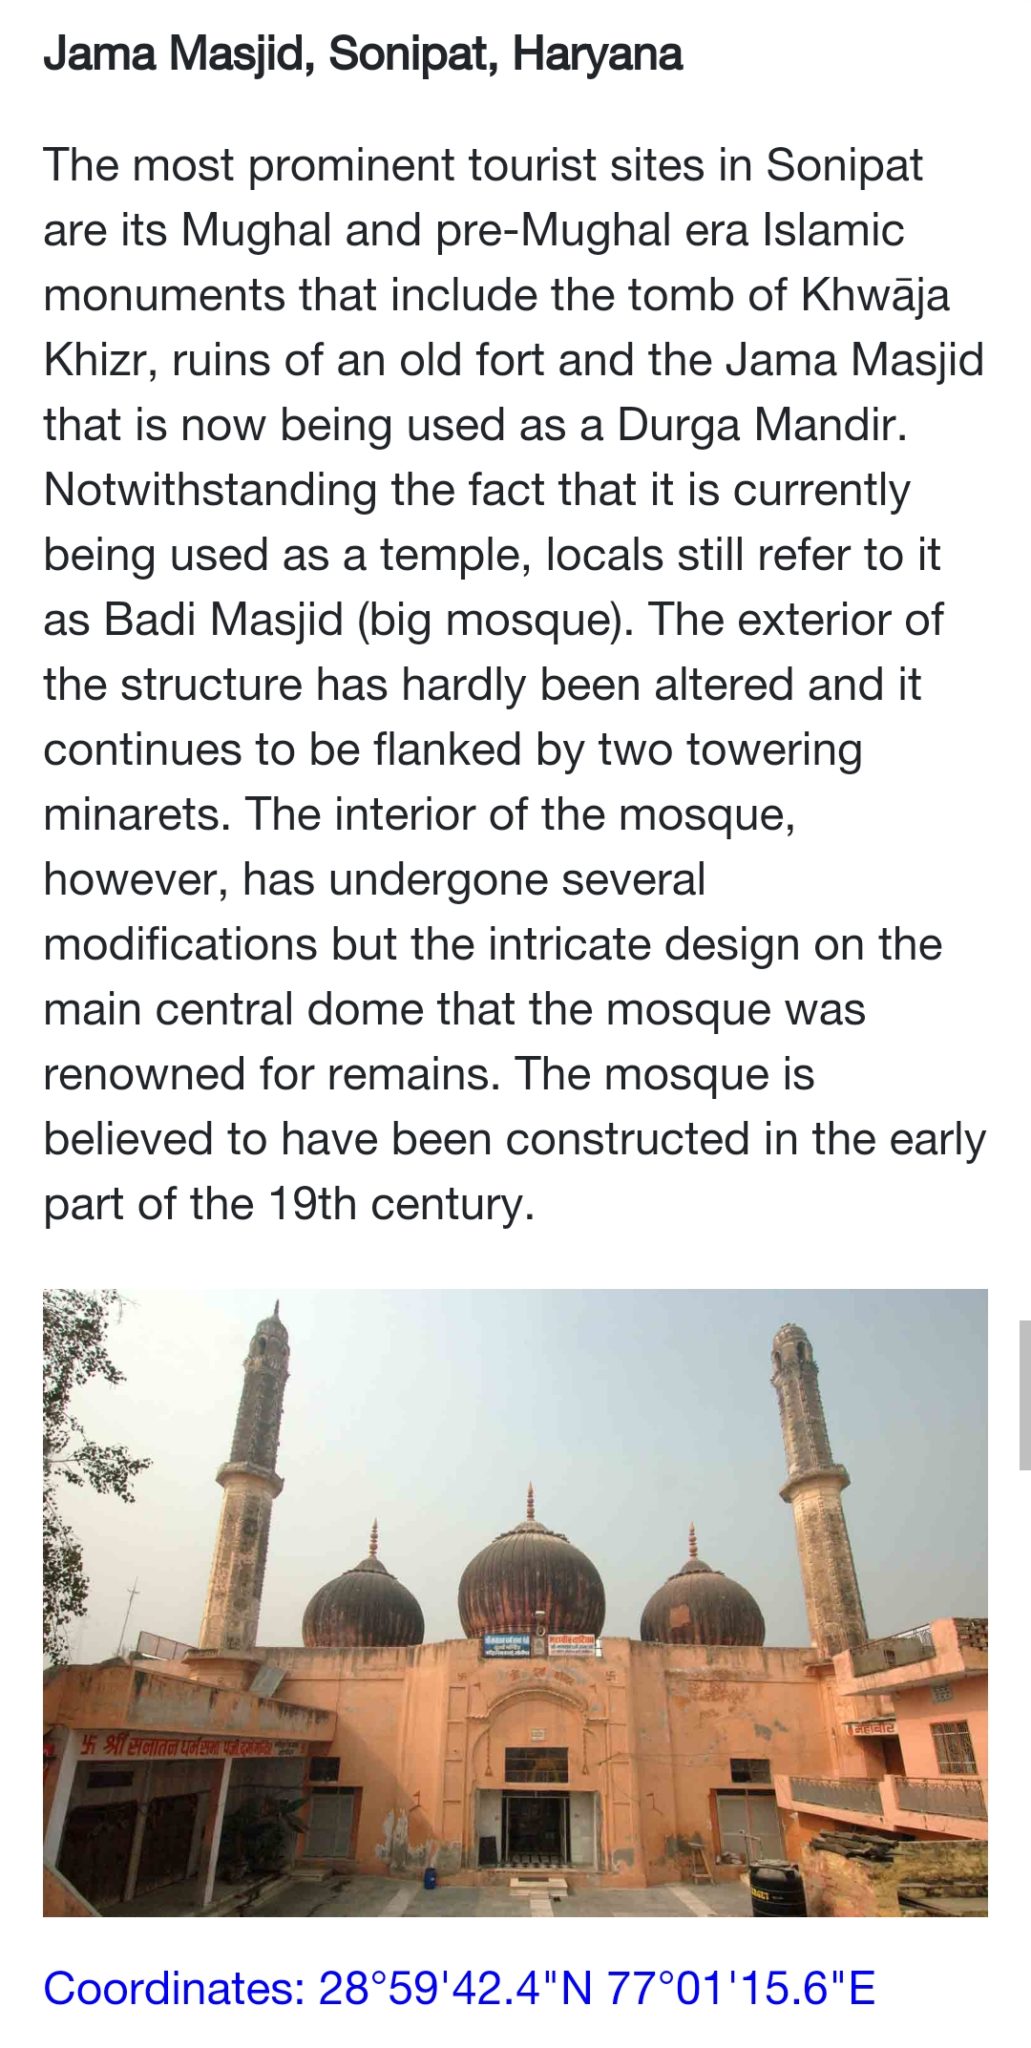 Jama Masjid, Sonipat, Haryana
The most prominent tourist sites in Sonipat
are its Mughal and pre-Mughal era Islamic
monuments that include the tomb of Khwāja
Khizr, ruins of an old fort and the Jama Masjid
that is now being used as a Durga Mandir.
Notwithstanding the fact that it is currently
being used as a temple, locals still refer to it
as Badi Masjid (big mosque). The exterior of
the structure has hardly been altered and it
continues to be flanked by two towering
minarets. The interior of the mosque,
however, has undergone several
modifications but the intricate design on the
main central dome that the mosque was
renowned for remains. The mosque is
believed to have been constructed in the early
part of the 19th century.
श्री सनातन धर्म सभा
महाबीर
Coordinates: 28°59'42.4"N 77°01'15.6"E